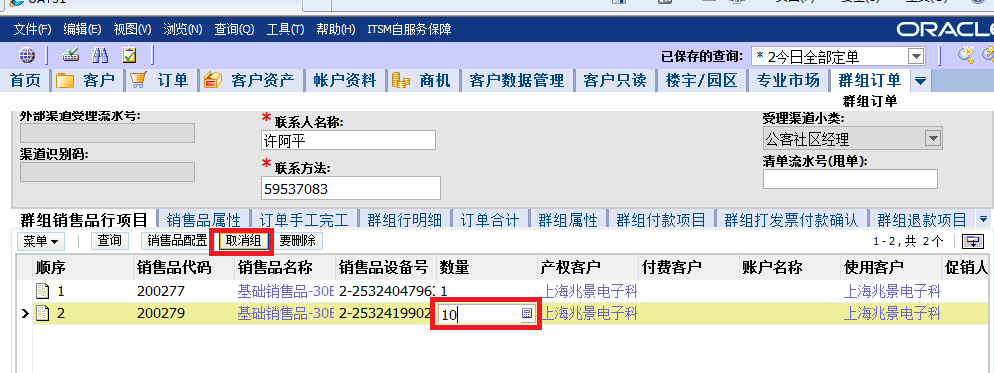 文件(F) 编辑(E) 视图(V) 浏览(N) 查询(Q) 工具(T) 帮助(H) ITSM自服务保障 ORACLE
已保存的查询: * 2今日全部定单
首页 客户 订单 客户资产 帐户资料 商机 客户数据管理 客户只读 楼宇/园区 专业市场 群组订单
群组订单
外部渠道受理流水号: * 联系人名称: 受理渠道小类:
许阿平 公客社区经理
渠道识别码: * 联系方法: 清单流水号(甩单):
59537083
群组销售品行项目 销售品属性 订单手工完工 群组行明细 订单合计 群组属性 群组付款项目 群组打发票付款确认 群组退款项目
菜单 查询 销售品配置 取消组 要删除 1-2,共 2个
顺序 销售品代码 销售品名称 销售品设备号 数量 产权客户 付费客户 账户名称 使用客户 促销人
1 200277 基础销售品-30E 2-2532404796 1 上海兆景电子科 上海兆景电子科
2 200279 基础销售品-30E 2-2532419902 10 上海兆景电子科 上海兆景电子科